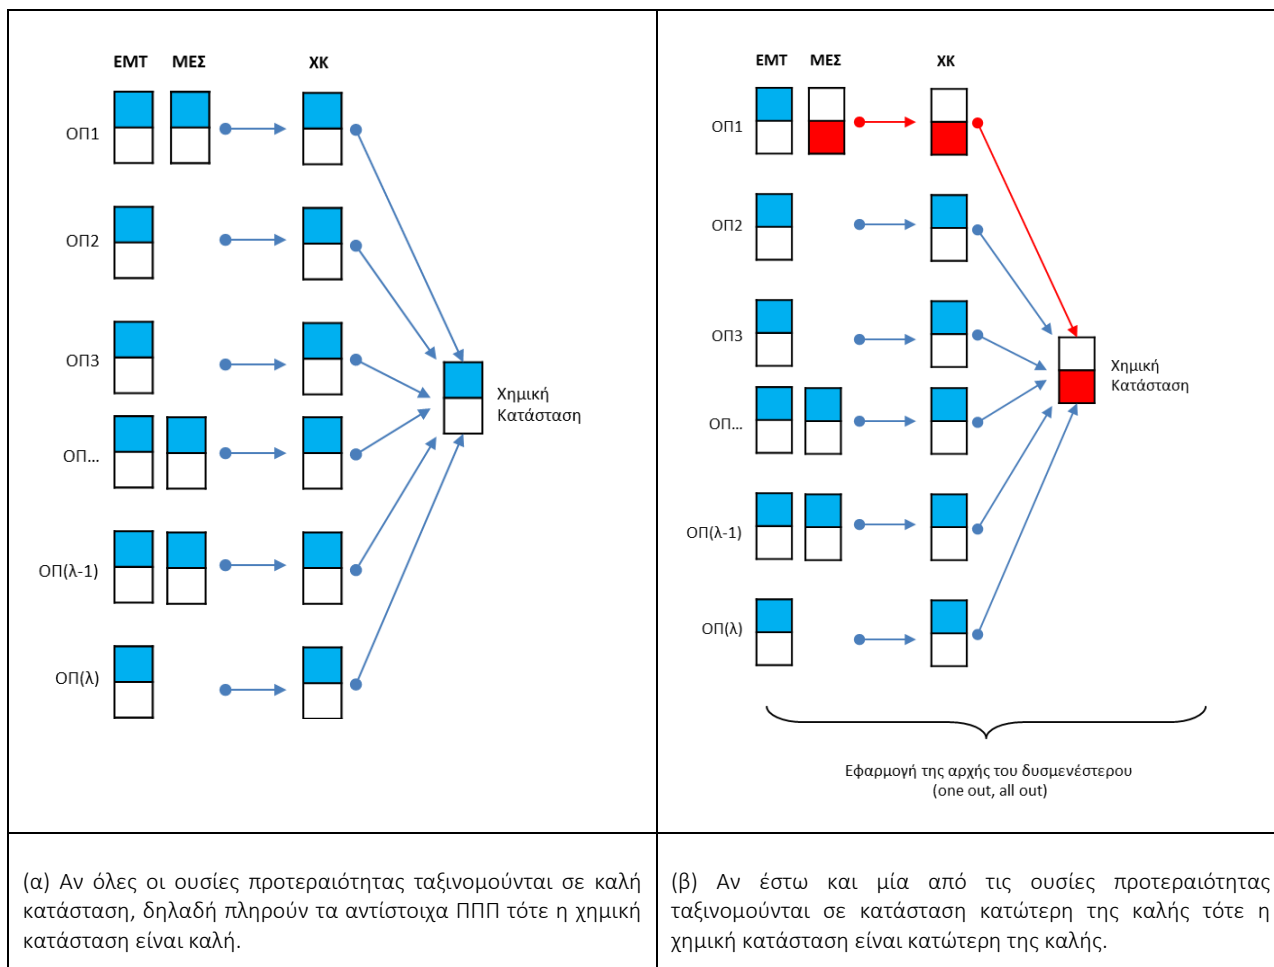 ΕΜΤ ΜΕΣ ΧΚ
ΟΠ1
ΟΠ2
ΟΠ3
Χημική
Κατάσταση
ΟΠ...
ΟΠ(λ-1)
ΟΠ(λ)
ΕΜΤ ΜΕΣ ΧΚ
ΟΠ1
ΟΠ2
ΟΠ3
Χημική
Κατάσταση
ΟΠ...
ΟΠ(λ-1)
ΟΠ(λ)
Εφαρμογή της αρχής του δυσμενέστερου
(one out, all out)
(α) Αν όλες οι ουσίες προτεραιότητας ταξινομούνται σε καλή
κατάσταση, δηλαδή πληρούν τα αντίστοιχα ΠΠΠ τότε η χημική
κατάσταση είναι καλή.
(β) Αν έστω και μία από τις ουσίες προτεραιότητας
ταξινομούνται σε κατάσταση κατώτερη της καλής τότε η
χημική κατάσταση είναι κατώτερη της καλής.